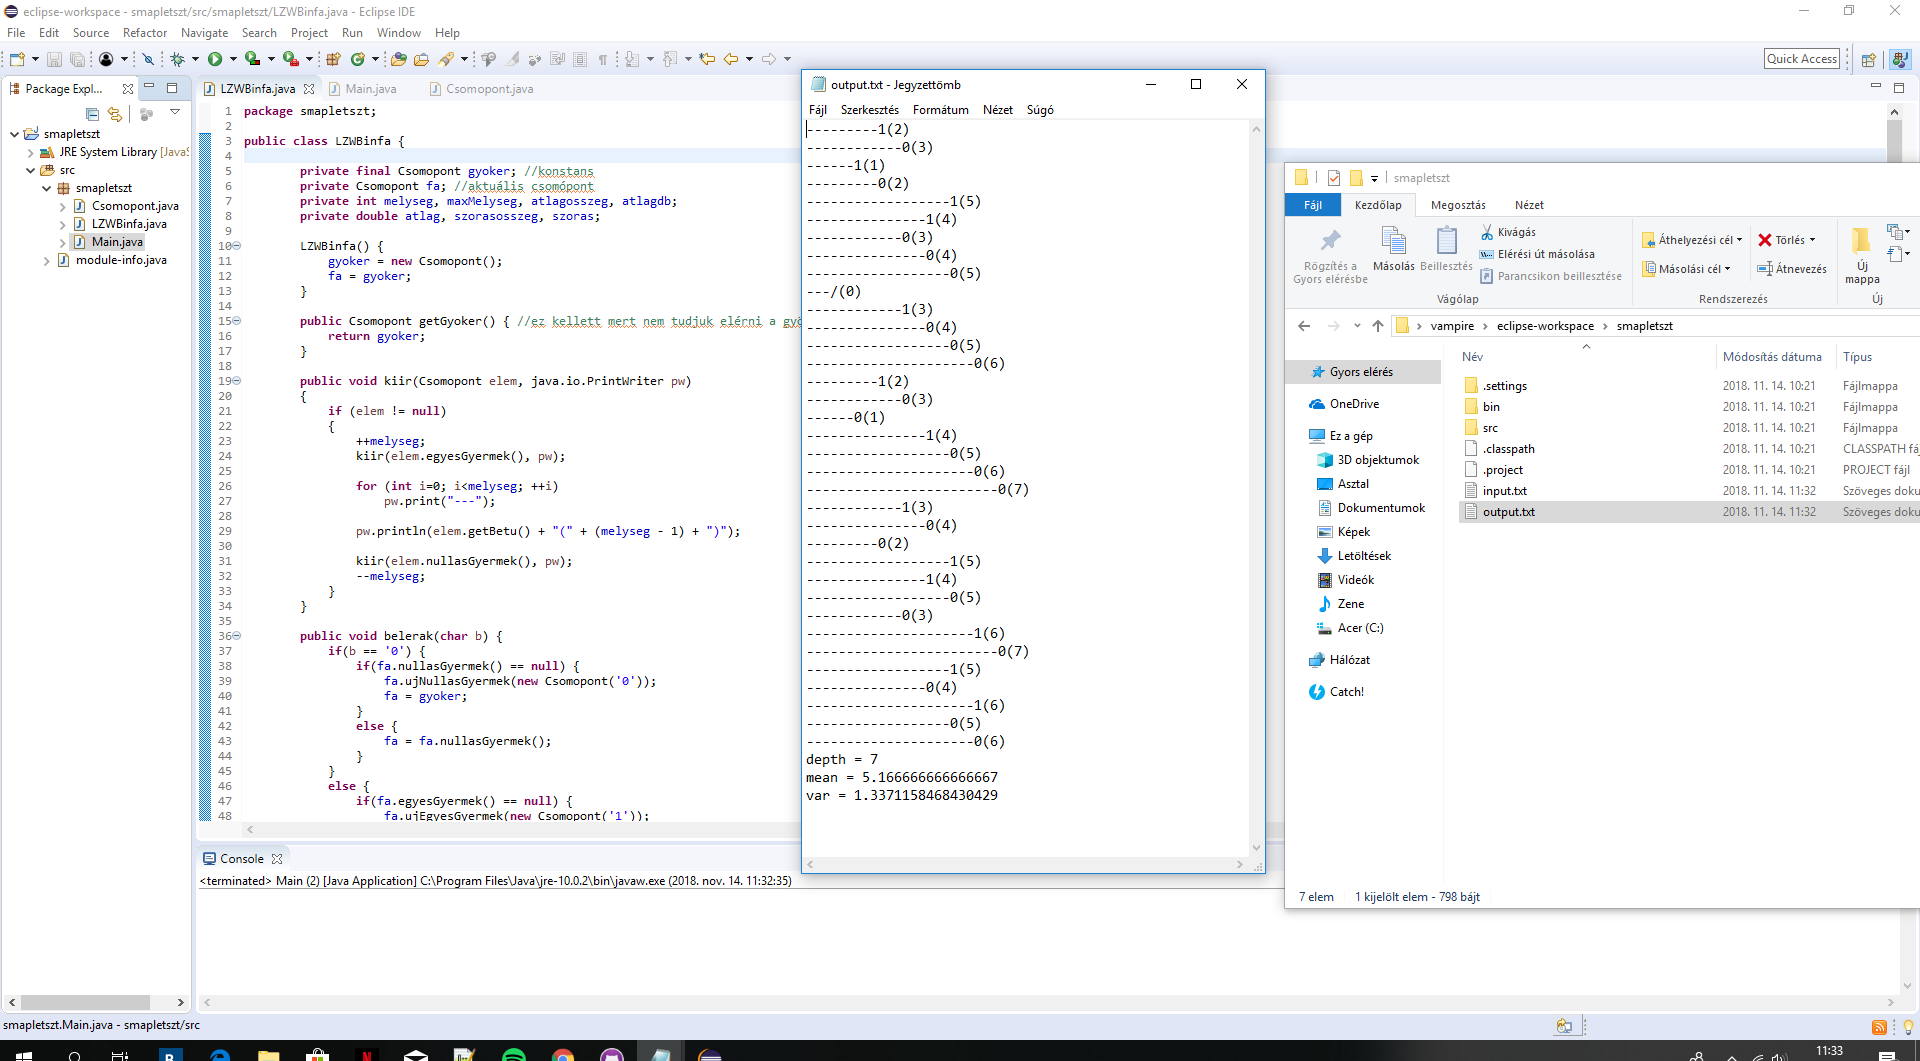 eclipse-workspace - smapletszt/src/smapletszt/LZWBinfa.java - Eclipse IDE
File Edit Source Refactor Navigate Search Project Run Window Help
Quick Access
Package Expl...
smapletszt
JRE System Library [JavaS
src
smapletszt
Csomopont.java
LZWBinfa.java
Main.java
module-info.java
LZWBinfa.java Main.java Csomopont.java
1 package smapletszt;
2
3 public class LZWBinfa {
4
5 private final Csomopont gyoker; //konstans
6 private Csomopont fa; //aktuális csomópont
7 private int melyseg, maxMelyseg, atlagosszeg, atlagdb;
8 private double atlag, szorasosszeg, szoras;
9
10 LZWBinfa() {
11 gyoker = new Csomopont();
12 fa = gyoker;
13 }
14
15 public Csomopont getGyoker() { //ez kellett mert nem tudjuk elérni a gyö
16 return gyoker;
17 }
18
19 public void kiir(Csomopont elem, java.io.PrintWriter pw)
20 {
21 if (elem != null)
22 {
23 ++melyseg;
24 kiir(elem.egyesGyermek(), pw);
25
26 for (int i=0; i<melyseg; ++i)
27 pw.print("---");
28
29 pw.println(elem.getBetu() + "(" + (melyseg - 1) + ")");
30
31 kiir(elem.nullasGyermek(), pw);
32 --melyseg;
33 }
34 }
35
36 public void belerak(char b) {
37 if(b == '0') {
38 if(fa.nullasGyermek() == null) {
39 fa.ujNullasGyermek(new Csomopont('0'));
40 fa = gyoker;
41 }
42 else {
43 fa = fa.nullasGyermek();
44 }
45 }
46 else {
47 if(fa.egyesGyermek() == null) {
48 fa.ujEgyesGyermek(new Csomopont('1'));
output.txt - Jegyzettömb
Fájl Szerkesztés Formátum Nézet Súgó
---------1(2)
------------0(3)
------1(1)
---------0(2)
------------------1(5)
---------------1(4)
------------0(3)
---------------0(4)
------------------0(5)
---/(0)
------------1(3)
---------------0(4)
------------------0(5)
---------------------0(6)
---------1(2)
------------0(3)
------0(1)
---------------1(4)
------------------0(5)
---------------------0(6)
------------------------0(7)
------------1(3)
---------------0(4)
---------0(2)
------------------1(5)
---------------1(4)
------------------0(5)
------------0(3)
---------------------1(6)
------------------------0(7)
------------------1(5)
---------------0(4)
---------------------1(6)
------------------0(5)
---------------------0(6)
depth = 7
mean = 5.166666666666667
var = 1.3371158468430429
smapletszt
Fájl Kezdőlap Megosztás Nézet
Rögzítés a Gyors elérésbe
Másolás
Beillesztés
Kivágás
Elérési út másolása
Parancsikon beillesztése
Vágólap
Áthelyezési cél
Másolási cél
Törlés
Átnevezés
Rendszerezés
Új mappa
Új
vampire eclipse-workspace smapletszt
Gyors elérés
OneDrive
Ez a gép
3D objektumok
Asztal
Dokumentumok
Képek
Letöltések
Videók
Zene
Acer (C:)
Hálózat
Catch!
Név Módosítás dátuma Típus
.settings 2018. 11. 14. 10:21 Fájlmappa
bin 2018. 11. 14. 10:21 Fájlmappa
src 2018. 11. 14. 10:21 Fájlmappa
.classpath 2018. 11. 14. 10:21 CLASSPATH fáj
.project 2018. 11. 14. 10:21 PROJECT fájl
input.txt 2018. 11. 14. 11:32 Szöveges doku
output.txt 2018. 11. 14. 11:32 Szöveges doku
7 elem 1 kijelölt elem - 798 bájt
Console
<terminated> Main (2) [Java Application] C:\Program Files\Java\jre-10.0.2\bin\javaw.exe (2018. nov. 14. 11:32:35)
smapletszt.Main.java - smapletszt/src
11:33